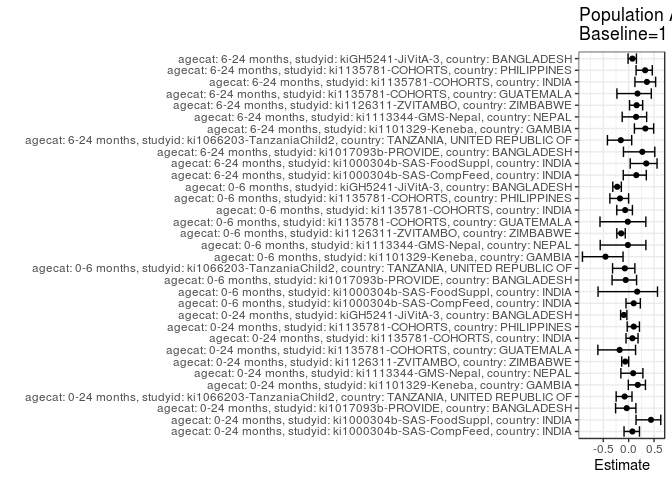 Population A
Baseline=1
agecat: 6-24 months, studyid: kiGH5241-JiVitA-3, country: BANGLADESH
agecat: 6-24 months, studyid: ki1135781-COHORTS, country: PHILIPPINES
agecat: 6-24 months, studyid: ki1135781-COHORTS, country: INDIA
agecat: 6-24 months, studyid: ki1135781-COHORTS, country: GUATEMALA
agecat: 6-24 months, studyid: ki1126311-ZVITAMBO, country: ZIMBABWE
agecat: 6-24 months, studyid: ki1113344-GMS-Nepal, country: NEPAL
agecat: 6-24 months, studyid: ki1101329-Keneba, country: GAMBIA
agecat: 6-24 months, studyid: ki1066203-TanzaniaChild2, country: TANZANIA, UNITED REPUBLIC OF
agecat: 6-24 months, studyid: ki1017093b-PROVIDE, country: BANGLADESH
agecat: 6-24 months, studyid: ki1000304b-SAS-FoodSuppl, country: INDIA
agecat: 6-24 months, studyid: ki1000304b-SAS-CompFeed, country: INDIA
agecat: 0-6 months, studyid: kiGH5241-JiVitA-3, country: BANGLADESH
agecat: 0-6 months, studyid: ki1135781-COHORTS, country: PHILIPPINES
agecat: 0-6 months, studyid: ki1135781-COHORTS, country: INDIA
agecat: 0-6 months, studyid: ki1135781-COHORTS, country: GUATEMALA
agecat: 0-6 months, studyid: ki1126311-ZVITAMBO, country: ZIMBABWE
agecat: 0-6 months, studyid: ki1113344-GMS-Nepal, country: NEPAL
agecat: 0-6 months, studyid: ki1101329-Keneba, country: GAMBIA
agecat: 0-6 months, studyid: ki1066203-TanzaniaChild2, country: TANZANIA, UNITED REPUBLIC OF
agecat: 0-6 months, studyid: ki1017093b-PROVIDE, country: BANGLADESH
agecat: 0-6 months, studyid: ki1000304b-SAS-FoodSuppl, country: INDIA
agecat: 0-6 months, studyid: ki1000304b-SAS-CompFeed, country: INDIA
agecat: 0-24 months, studyid: kiGH5241-JiVitA-3, country: BANGLADESH
agecat: 0-24 months, studyid: ki1135781-COHORTS, country: PHILIPPINES
agecat: 0-24 months, studyid: ki1135781-COHORTS, country: INDIA
agecat: 0-24 months, studyid: ki1135781-COHORTS, country: GUATEMALA
agecat: 0-24 months, studyid: ki1126311-ZVITAMBO, country: ZIMBABWE
agecat: 0-24 months, studyid: ki1113344-GMS-Nepal, country: NEPAL
agecat: 0-24 months, studyid: ki1101329-Keneba, country: GAMBIA
agecat: 0-24 months, studyid: ki1066203-TanzaniaChild2, country: TANZANIA, UNITED REPUBLIC OF
agecat: 0-24 months, studyid: ki1017093b-PROVIDE, country: BANGLADESH
agecat: 0-24 months, studyid: ki1000304b-SAS-FoodSuppl, country: INDIA
agecat: 0-24 months, studyid: ki1000304b-SAS-CompFeed, country: INDIA
-0.5 0.0 0.5
Estimate